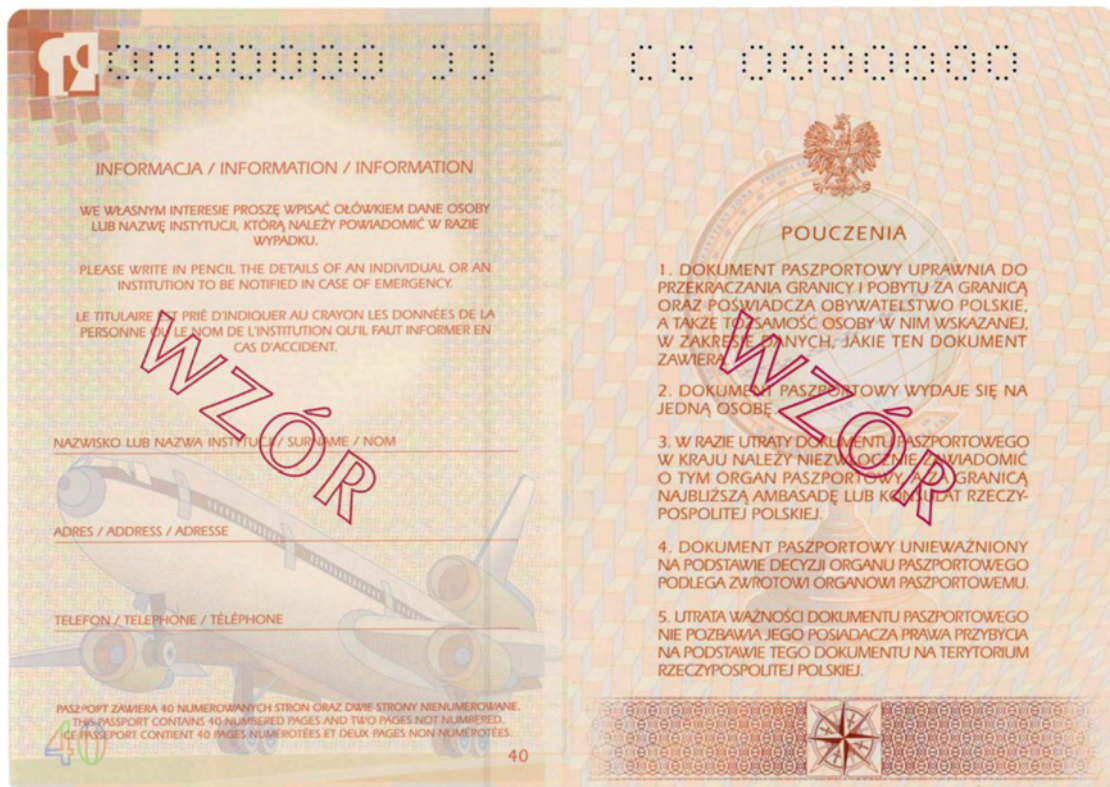 0000000 ƆƆ
INFORMACJA / INFORMATION / INFORMATION
WE WŁASNYM INTERESIE PROSZĘ WPISAĆ OŁÓWKIEM DANE OSOBY
LUB NAZWĘ INSTYTUCJI, KTÓRĄ NALEŻY POWIADOMIĆ W RAZIE
WYPADKU.
PLEASE WRITE IN PENCIL THE DETAILS OF AN INDIVIDUAL OR AN
INSTITUTION TO BE NOTIFIED IN CASE OF EMERGENCY.
LE TITULAIRE EST PRIÉ D'INDIQUER AU CRAYON LES DONNÉES DE LA
PERSONNE OU LE NOM DE L'INSTITUTION QU'IL FAUT INFORMER EN
CAS D'ACCIDENT.
WZÓR
NAZWISKO LUB NAZWA INSTYTUCJI / SURNAME / NOM
ADRES / ADDRESS / ADRESSE
TELEFON / TELEPHONE / TÉLÉPHONE
PASZPORT ZAWIERA 40 NUMEROWANYCH STRON ORAZ DWIE STRONY NIENUMEROWANE.
THIS PASSPORT CONTAINS 40 NUMBERED PAGES AND TWO PAGES NOT NUMBERED.
CE PASSEPORT CONTIENT 40 PAGES NUMÉROTÉES ET DEUX PAGES NON NUMÉROTÉES.
40
40
CC 0000000
POUCZENIA
1. DOKUMENT PASZPORTOWY UPRAWNIA DO
PRZEKRACZANIA GRANICY I POBYTU ZA GRANICĄ
ORAZ POŚWIADCZA OBYWATELSTWO POLSKIE,
A TAKŻE TOŻSAMOŚĆ OSOBY W NIM WSKAZANEJ,
W ZAKRESIE DANYCH, JAKIE TEN DOKUMENT
ZAWIERA.
2. DOKUMENT PASZPORTOWY WYDAJE SIĘ NA
JEDNĄ OSOBĘ.
WZÓR
3. W RAZIE UTRATY DOKUMENTU PASZPORTOWEGO
W KRAJU NALEŻY NIEZWŁOCZNIE ZAWIADOMIĆ
O TYM ORGAN PASZPORTOWY, A ZA GRANICĄ
NAJBLIŻSZĄ AMBASADĘ LUB KONSULAT RZECZY-
POSPOLITEJ POLSKIEJ.
4. DOKUMENT PASZPORTOWY UNIEWAŻNIONY
NA PODSTAWIE DECYZJI ORGANU PASZPORTOWEGO
PODLEGA ZWROTOWI ORGANOWI PASZPORTOWEMU.
5. UTRATA WAŻNOŚCI DOKUMENTU PASZPORTOWEGO
NIE POZBAWIA JEGO POSIADACZA PRAWA PRZYBYCIA
NA PODSTAWIE TEGO DOKUMENTU NA TERYTORIUM
RZECZYPOSPOLITEJ POLSKIEJ.